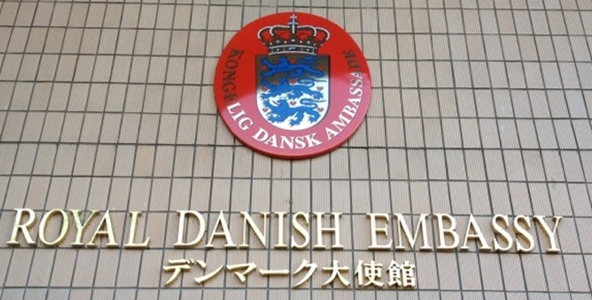 KONGELIG DANSK AMBASSADE
ROYAL DANISH EMBASSY
デンマーク大使館